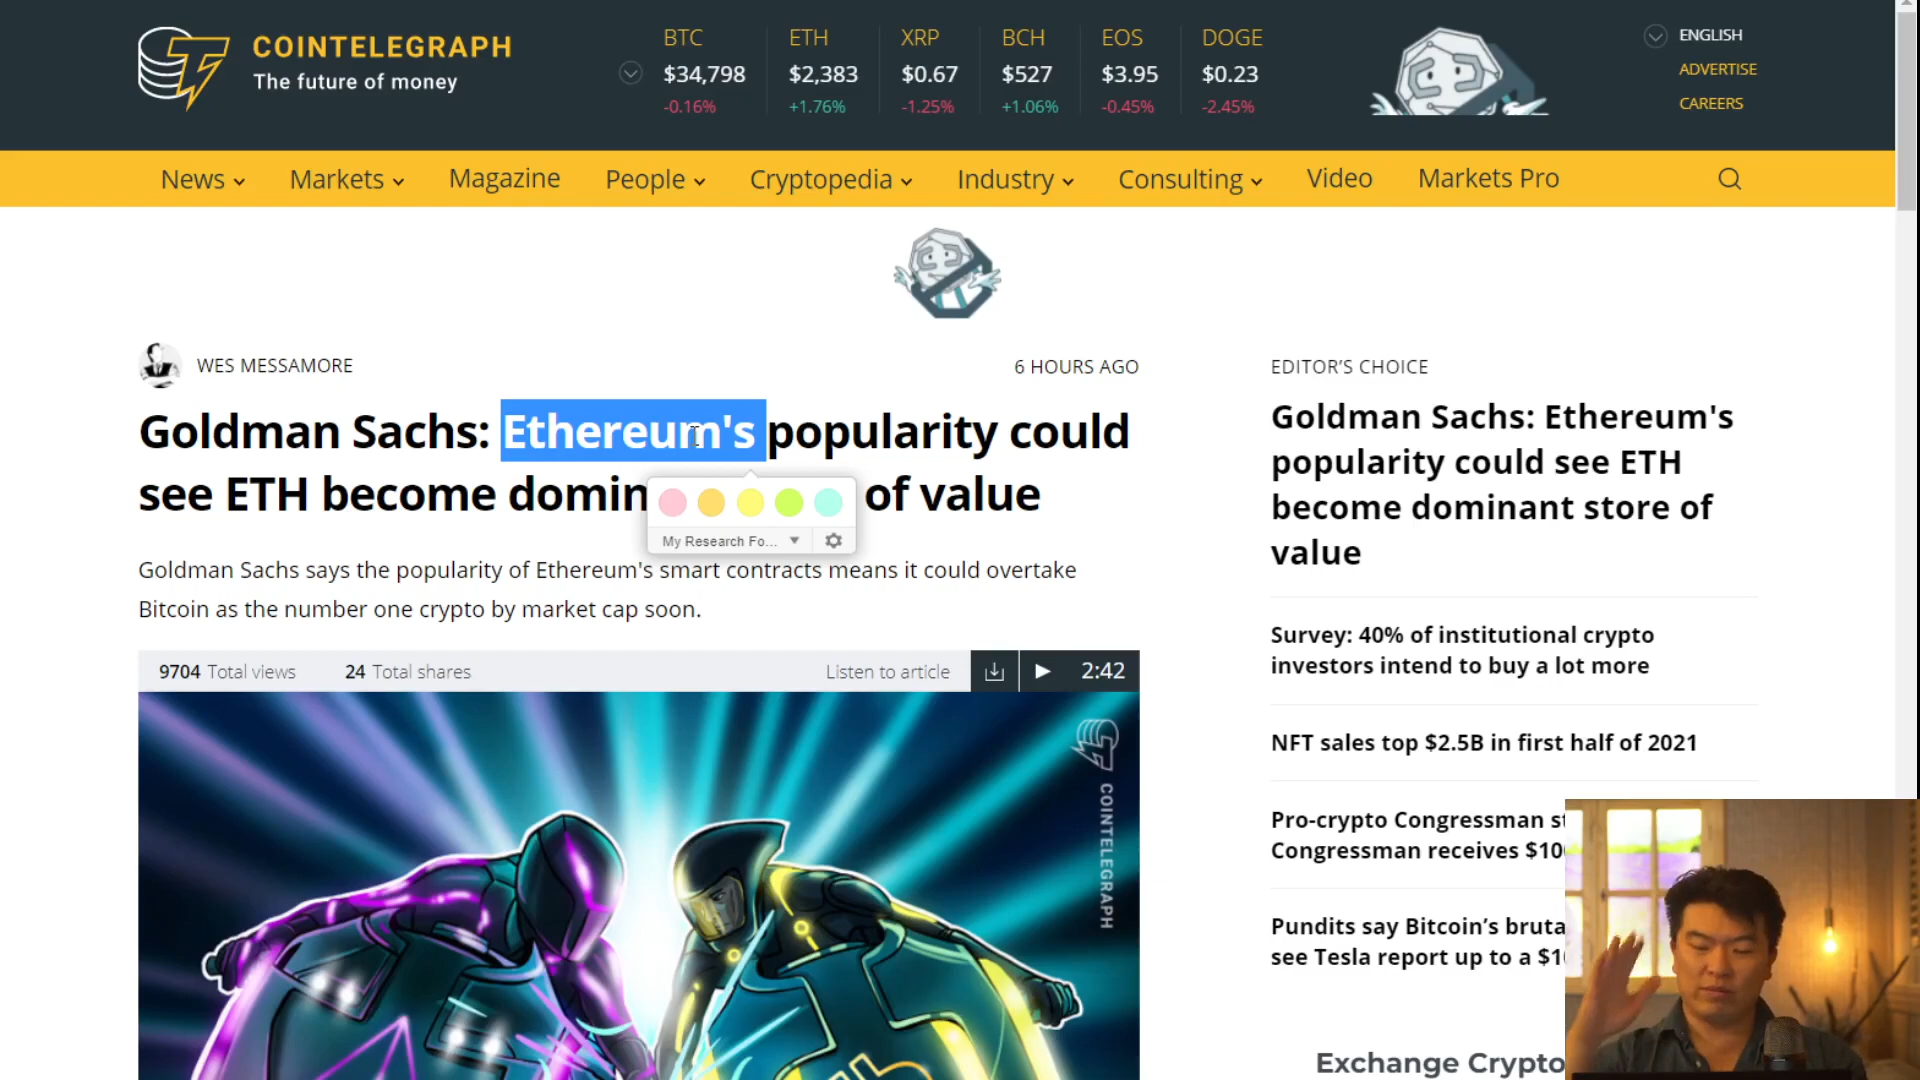 COINTELEGRAPH
The future of money
BTC
$34,798
-0.16%
ETH
$2,383
+1.76%
XRP
$0.67
-1.25%
BCH
$527
+1.06%
EOS
$3.95
-0.45%
DOGE
$0.23
-2.45%
ENGLISH
ADVERTISE
CAREERS
News
Markets
Magazine
People
Cryptopedia
Industry
Consulting
Video
Markets Pro
WES MESSAMORE
6 HOURS AGO
Goldman Sachs: Ethereum's popularity could
see ETH become domin
of value
My Research Fo...
Goldman Sachs says the popularity of Ethereum's smart contracts means it could overtake
Bitcoin as the number one crypto by market cap soon.
9704 Total views
24 Total shares
Listen to article
2:42
COINTELEGRAPH
EDITOR'S CHOICE
Goldman Sachs: Ethereum's
popularity could see ETH
become dominant store of
value
Survey: 40% of institutional crypto
investors intend to buy a lot more
NFT sales top $2.5B in first half of 2021
Pro-crypto Congressman
Congressman receives $10
Pundits say Bitcoin’s bruta
see Tesla report up to a $1
Exchange Crypto